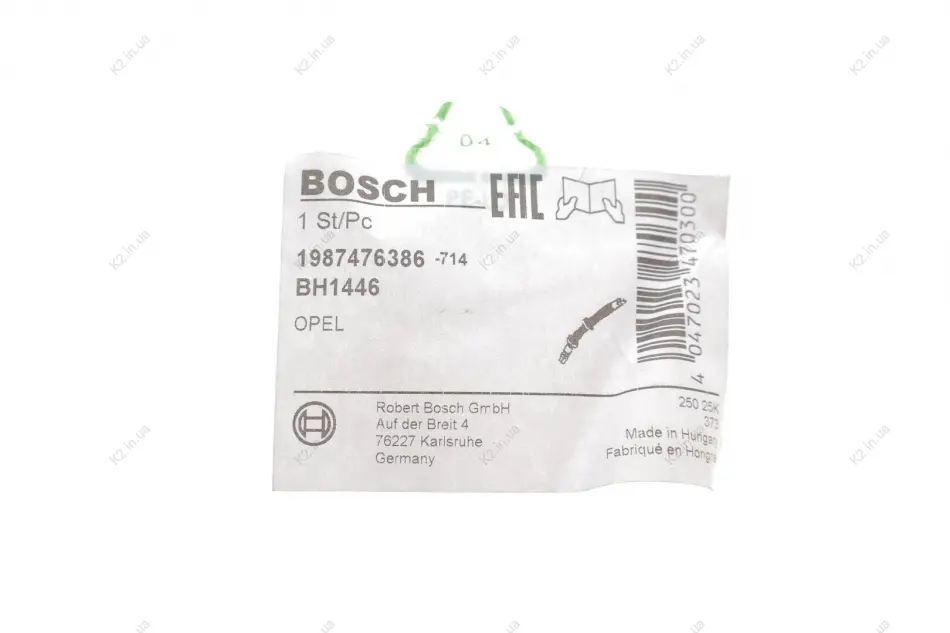 04
BOSCH
EAC
1 St/Pc
1987476386 -714
BH1446
OPEL
4 047023 470300
Robert Bosch GmbH
Auf der Breit 4
76227 Karlsruhe
Germany
250 25K
373
Made in Hungary
Fabriqué en Hongrie
K2.in.ua